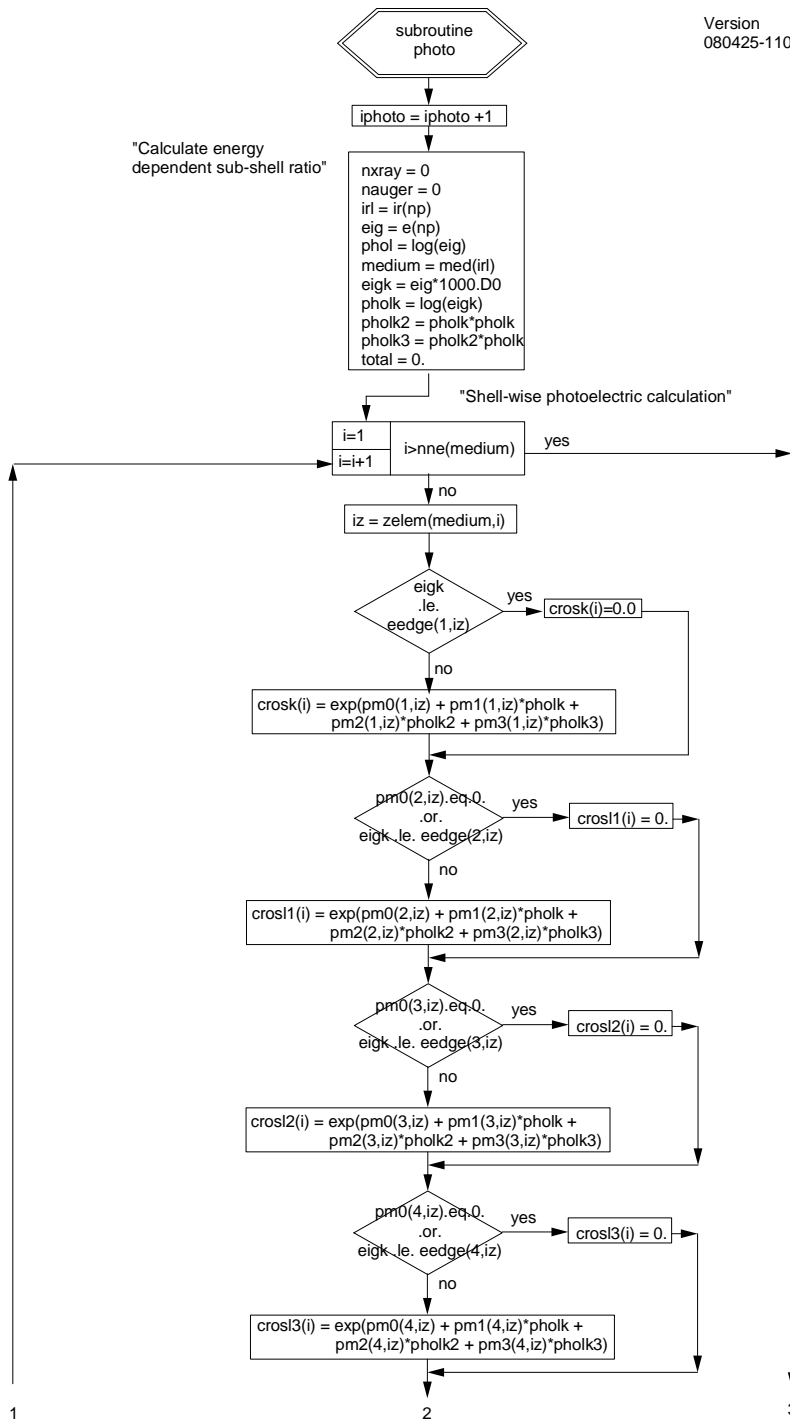 subroutine
photo
Version
080425-110
iphoto = iphoto +1
"Calculate energy
dependent sub-shell ratio"
nxray = 0
nauger = 0
irl = ir(np)
eig = e(np)
phol = log(eig)
medium = med(irl)
eigk = eig*1000.D0
pholk = log(eigk)
pholk2 = pholk*pholk
pholk3 = pholk2*pholk
total = 0.
"Shell-wise photoelectric calculation"
i=1
i=i+1
i>nne(medium)
yes
no
iz = zelem(medium,i)
eigk
.le.
eedge(1,iz)
yes
crosk(i)=0.0
no
crosk(i) = exp(pm0(1,iz) + pm1(1,iz)*pholk +
pm2(1,iz)*pholk2 + pm3(1,iz)*pholk3)
pm0(2,iz).eq.0.
.or.
eigk .le. eedge(2,iz)
yes
crosl1(i) = 0.
no
crosl1(i) = exp(pm0(2,iz) + pm1(2,iz)*pholk +
pm2(2,iz)*pholk2 + pm3(2,iz)*pholk3)
pm0(3,iz).eq.0.
.or.
eigk .le. eedge(3,iz)
yes
crosl2(i) = 0.
no
crosl2(i) = exp(pm0(3,iz) + pm1(3,iz)*pholk +
pm2(3,iz)*pholk2 + pm3(3,iz)*pholk3)
pm0(4,iz).eq.0.
.or.
eigk .le. eedge(4,iz)
yes
crosl3(i) = 0.
no
crosl3(i) = exp(pm0(4,iz) + pm1(4,iz)*pholk +
pm2(4,iz)*pholk2 + pm3(4,iz)*pholk3)
1
2
3